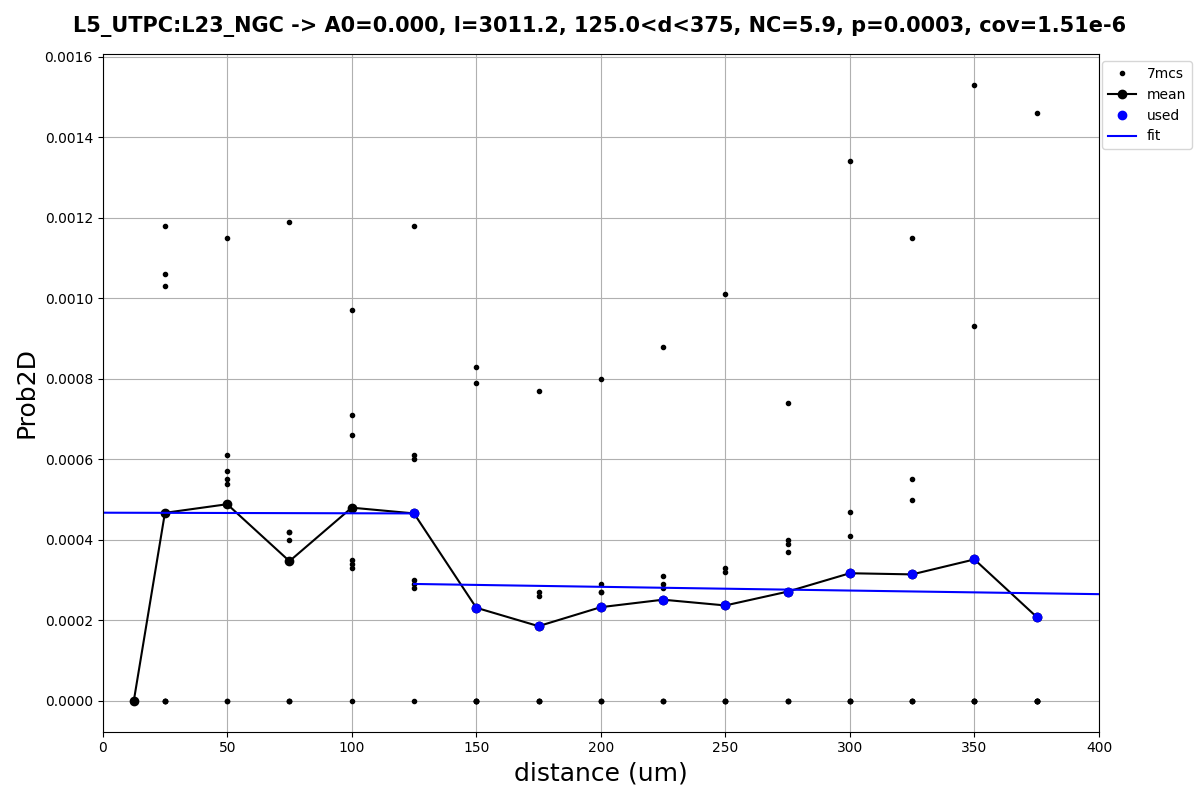 L5_UTPC:L23_NGC -> A0=0.000, l=3011.2, 125.0<d<375, NC=5.9, p=0.0003, cov=1.51e-6
0.0016
0.0014
0.0012
0.0010
0.0008
0.0006
0.0004
0.0002
0.0000
Prob2D
0 50 100 150 200 250 300 350 400
distance (um)
7mcs
mean
used
fit